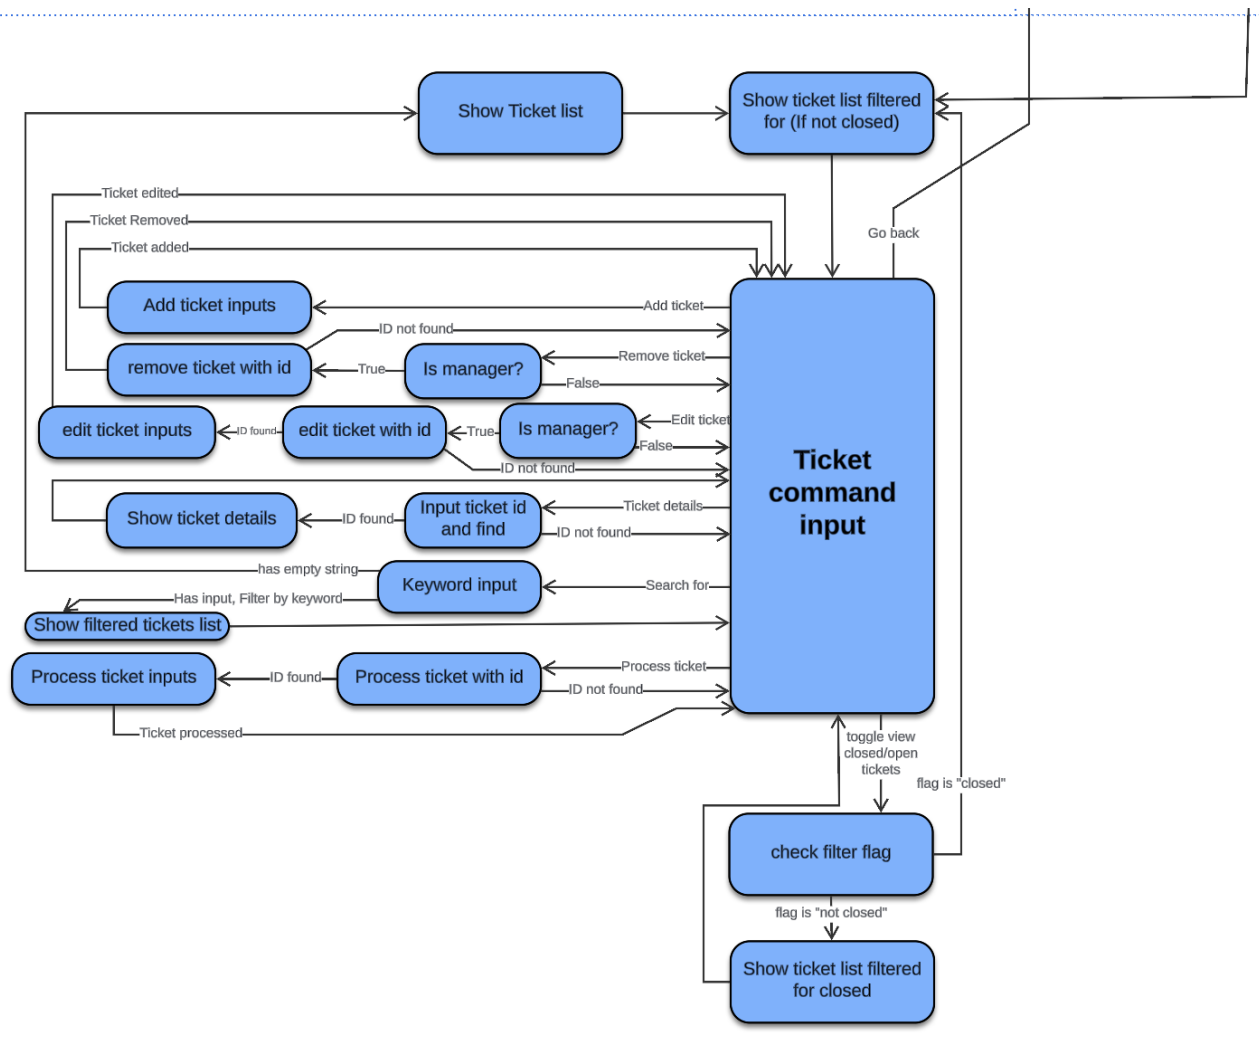 Show Ticket list
Show ticket list filtered
for (If not closed)
Ticket edited
Ticket Removed
Go back
Ticket added
Add ticket inputs
Add ticket
ID not found
remove ticket with id
True
Is manager?
Remove ticket
False
edit ticket inputs
ID found
edit ticket with id
True
Is manager?
Edit ticket
False
ID not found
Ticket
command
input
Show ticket details
ID found
Input ticket id
and find
Ticket details
ID not found
has empty string
Keyword input
Search for
Has input, Filter by keyword
Show filtered tickets list
Process ticket inputs
ID found
Process ticket with id
Process ticket
ID not found
Ticket processed
toggle view
closed/open
tickets
flag is "closed"
check filter flag
flag is "not closed"
Show ticket list filtered
for closed